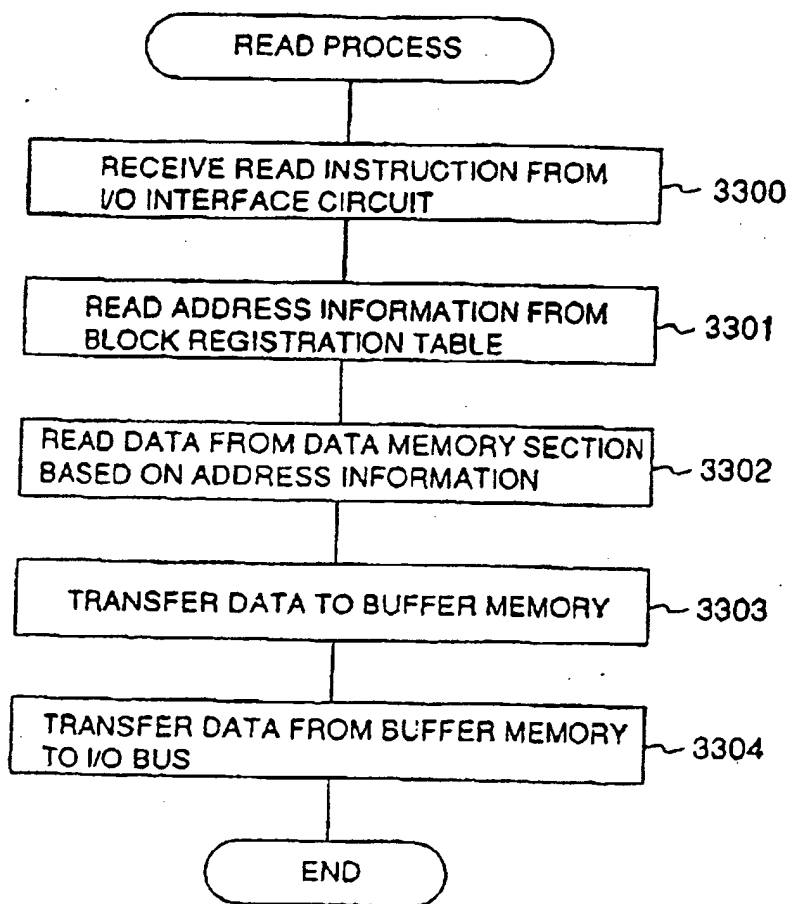 READ PROCESS
RECEIVE READ INSTRUCTION FROM
I/O INTERFACE CIRCUIT
3300
READ ADDRESS INFORMATION FROM
BLOCK REGISTRATION TABLE
3301
READ DATA FROM DATA MEMORY SECTION
BASED ON ADDRESS INFORMATION
3302
TRANSFER DATA TO BUFFER MEMORY
3303
TRANSFER DATA FROM BUFFER MEMORY
TO I/O BUS
3304
END